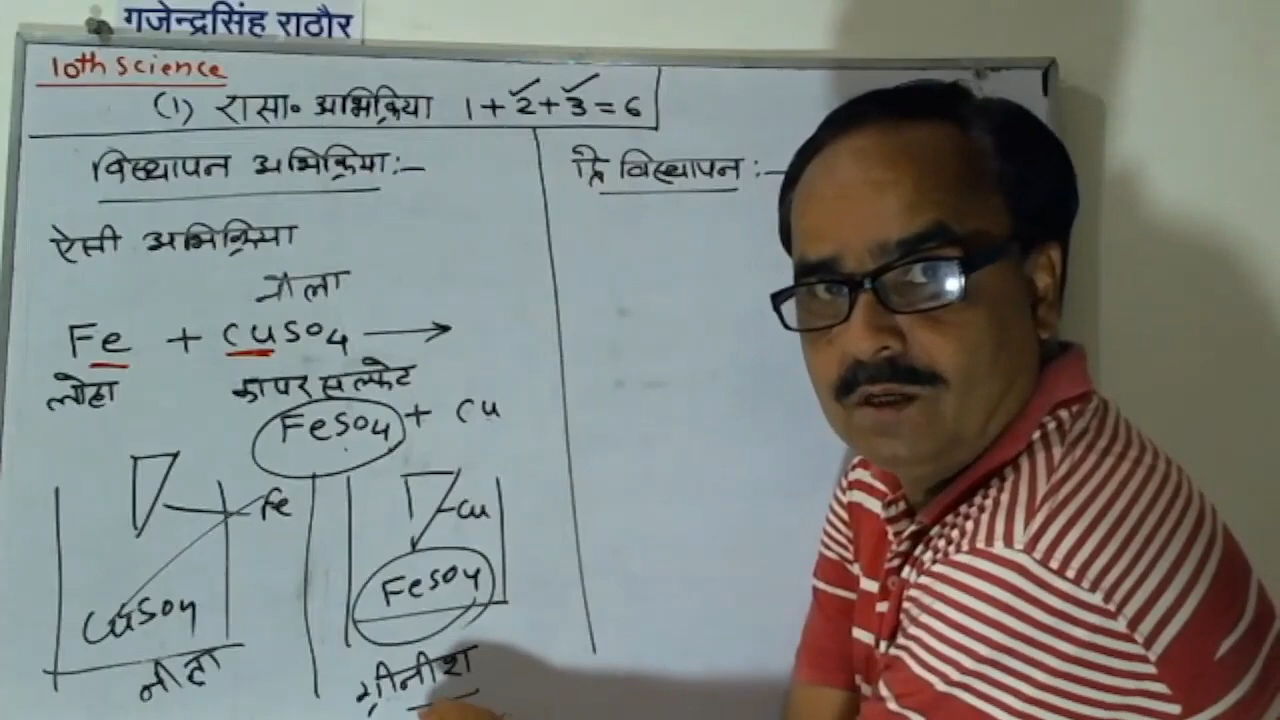 गजेन्द्रसिंह राठौर
10th Science
(1) रासा॰ अभिक्रिया 1 + 2 + 3 = 6
विस्थापन अभिक्रिया :-
ऐसी अभिक्रिया
नीला
Fe + CuSO4 →
लोहा कापर सल्फेट
FeSO4 + Cu
Fe
CuSO4
नीला
Cu
FeSO4
ग्रीनीश
द्वि विस्थापन :-